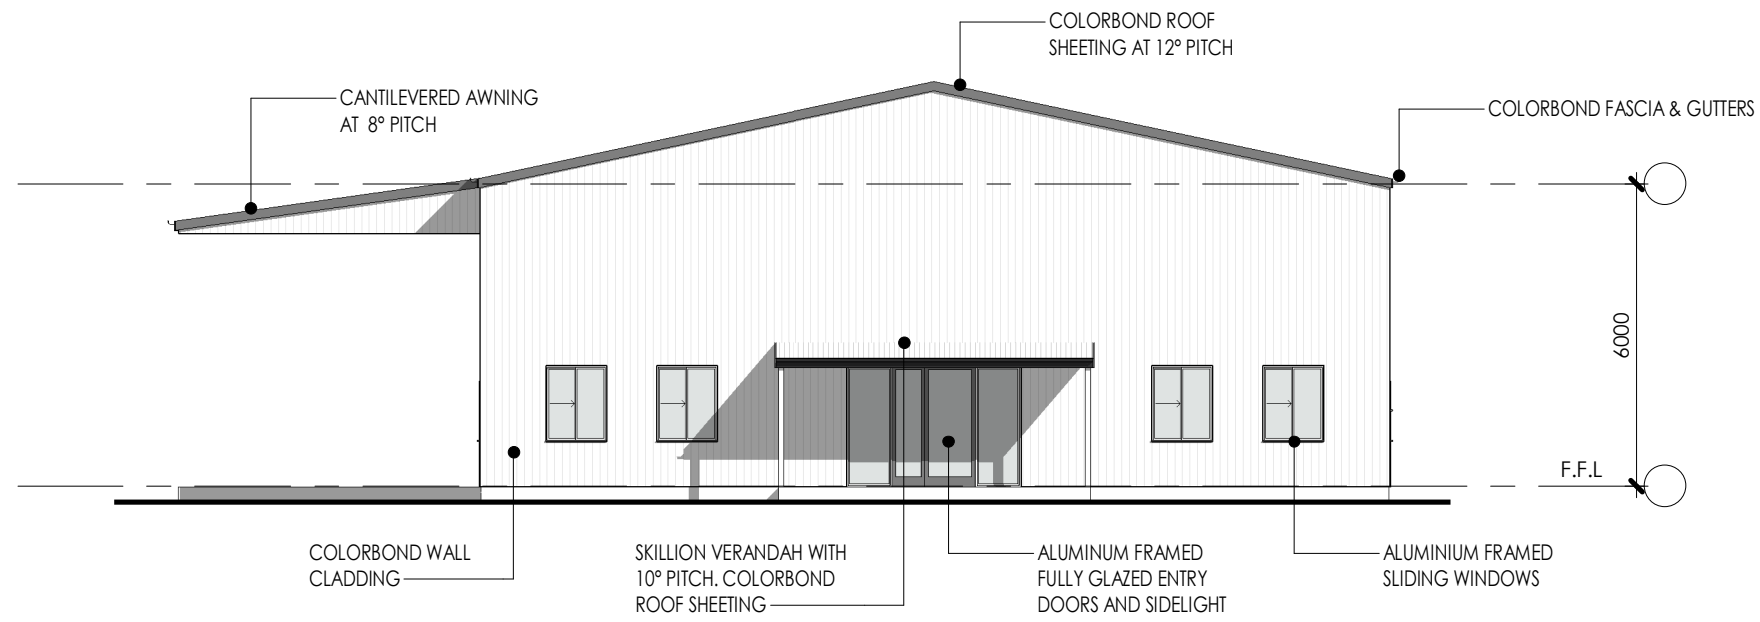 COLORBOND ROOF
SHEETING AT 12° PITCH
CANTILEVERED AWNING
AT 8° PITCH
COLORBOND FASCIA & GUTTERS
6000
F.F.L
COLORBOND WALL
CLADDING
SKILLION VERANDAH WITH
10° PITCH. COLORBOND
ROOF SHEETING
ALUMINUM FRAMED
FULLY GLAZED ENTRY
DOORS AND SIDELIGHT
ALUMINIUM FRAMED
SLIDING WINDOWS